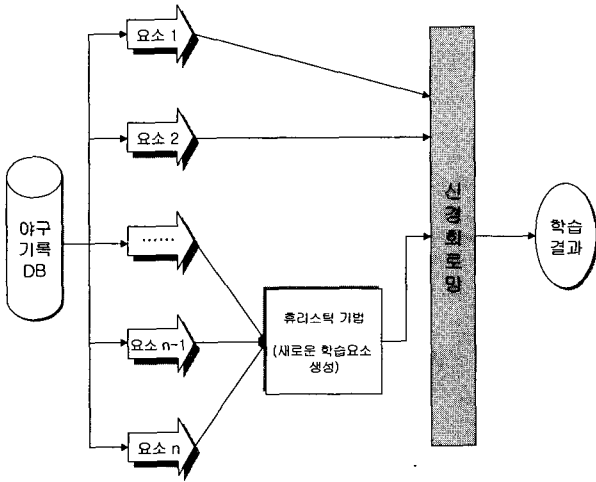 요소 1
요소 2
야구
기록
DB
······
요소 n-1
요소 n
휴리스틱 기법
(새로운 학습요소
생성)
신경회로망
학습
결과